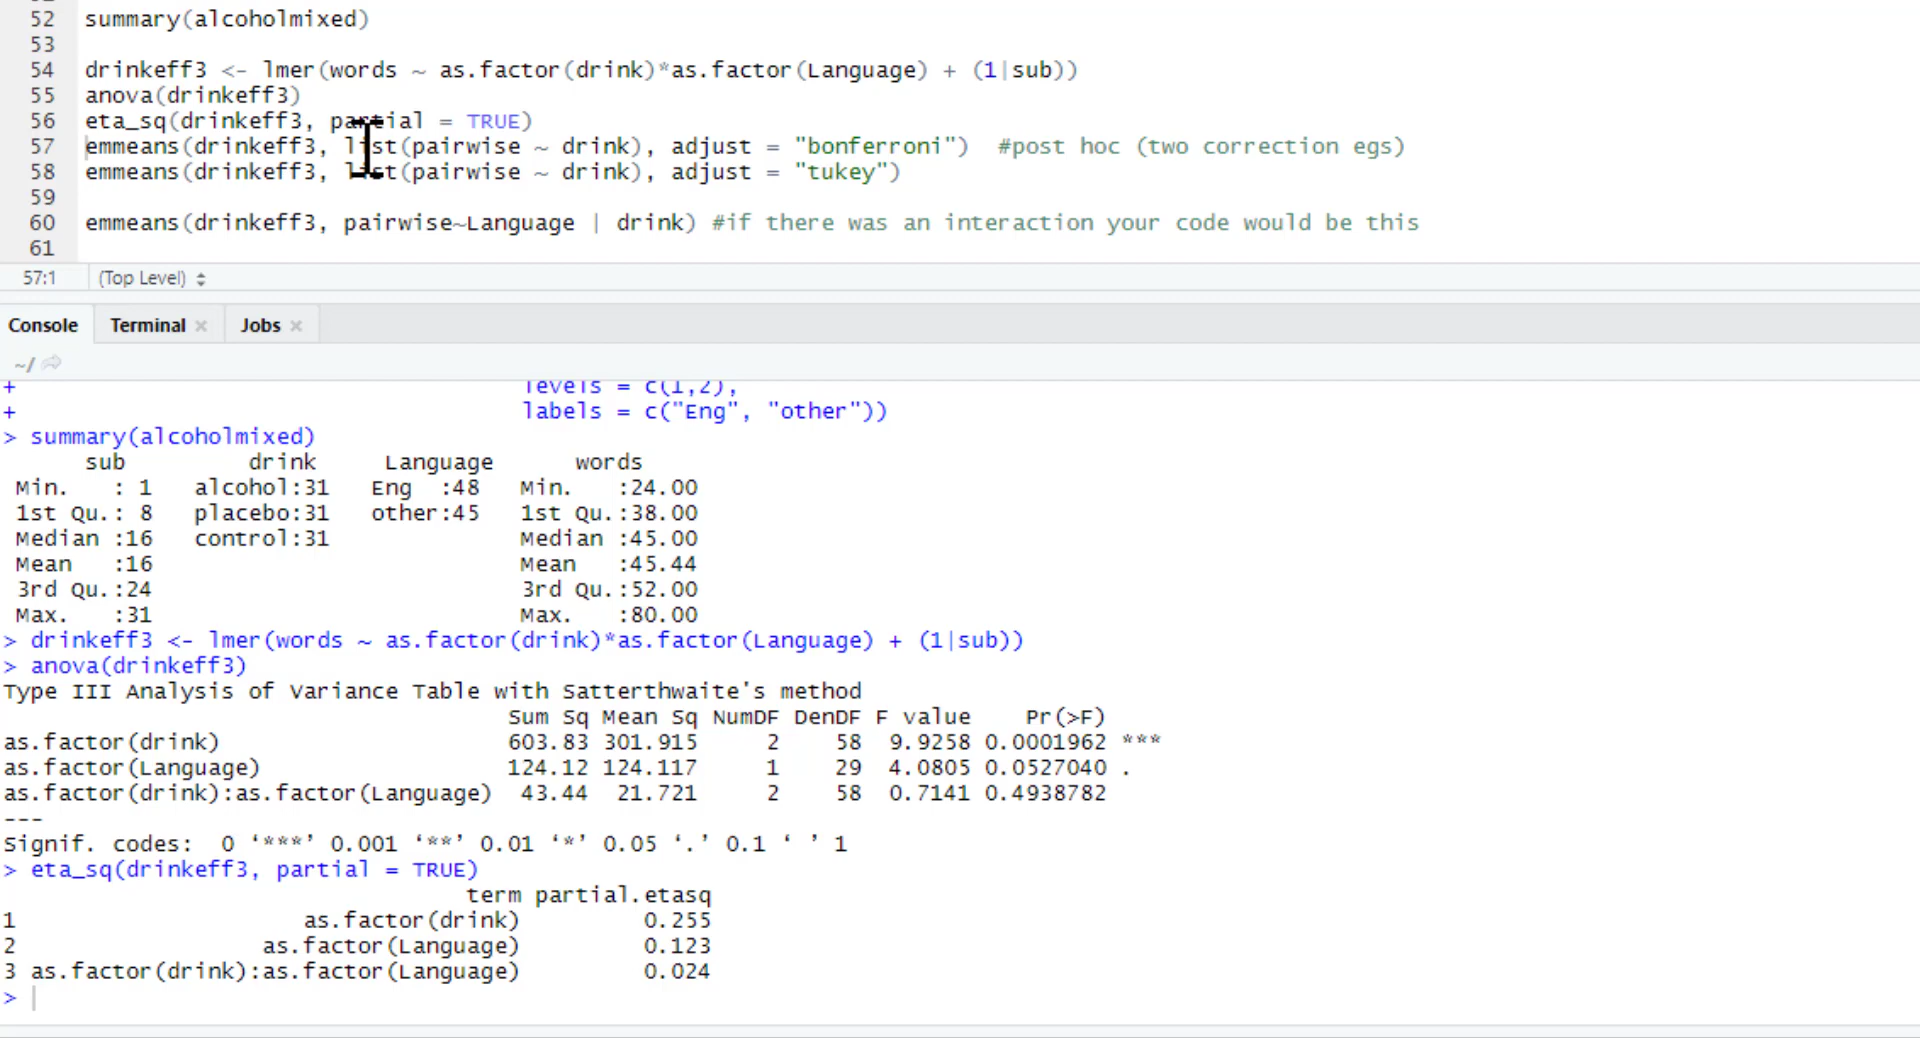 52 summary(alcoholmixed)
53
54 drinkeff3 <- lmer(words ~ as.factor(drink)*as.factor(Language) + (1|sub))
55 anova(drinkeff3)
56 eta_sq(drinkeff3, partial = TRUE)
57 emmeans(drinkeff3, list(pairwise ~ drink), adjust = "bonferroni")  #post hoc (two correction egs)
58 emmeans(drinkeff3, list(pairwise ~ drink), adjust = "tukey")
59
60 emmeans(drinkeff3, pairwise~Language | drink) #if there was an interaction your code would be this
61
57:1 (Top Level)
Console Terminal Jobs
~/
+ levels = c(1,2),
+ labels = c("Eng", "other"))
> summary(alcoholmixed)
sub drink Language words
Min. : 1 alcohol:31 Eng :48 Min. :24.00
1st Qu.: 8 placebo:31 other:45 1st Qu.:38.00
Median :16 control:31 Median :45.00
Mean :16 Mean :45.44
3rd Qu.:24 3rd Qu.:52.00
Max. :31 Max. :80.00
> drinkeff3 <- lmer(words ~ as.factor(drink)*as.factor(Language) + (1|sub))
> anova(drinkeff3)
Type III Analysis of Variance Table with Satterthwaite's method
Sum Sq Mean Sq NumDF DenDF F value Pr(>F)
as.factor(drink) 603.83 301.915 2 58 9.9258 0.0001962 ***
as.factor(Language) 124.12 124.117 1 29 4.0805 0.0527040 .
as.factor(drink):as.factor(Language) 43.44 21.721 2 58 0.7141 0.4938782
---
Signif. codes: 0 ‘***’ 0.001 ‘**’ 0.01 ‘*’ 0.05 ‘.’ 0.1 ‘ ’ 1
> eta_sq(drinkeff3, partial = TRUE)
term partial.etasq
1 as.factor(drink) 0.255
2 as.factor(Language) 0.123
3 as.factor(drink):as.factor(Language) 0.024
>